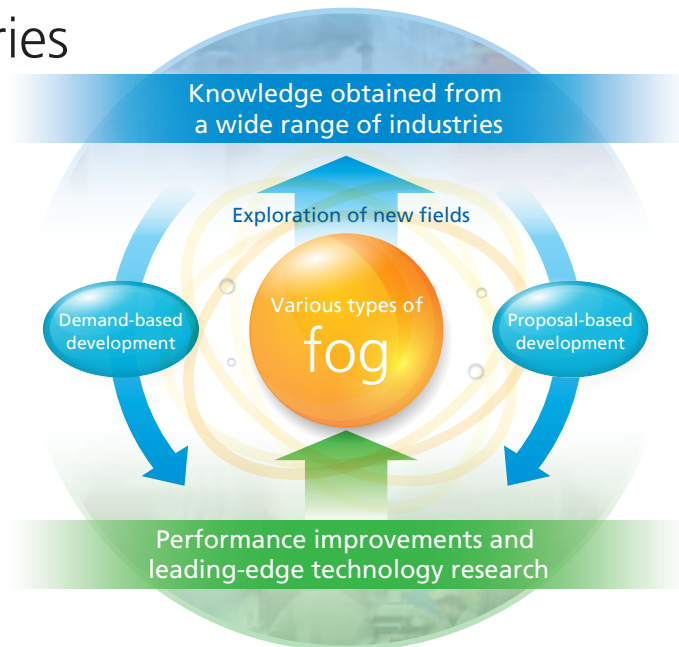 ries
Knowledge obtained from
a wide range of industries
Exploration of new fields
Various types of
fog
Demand-based
development
Proposal-based
development
Performance improvements and
leading-edge technology research